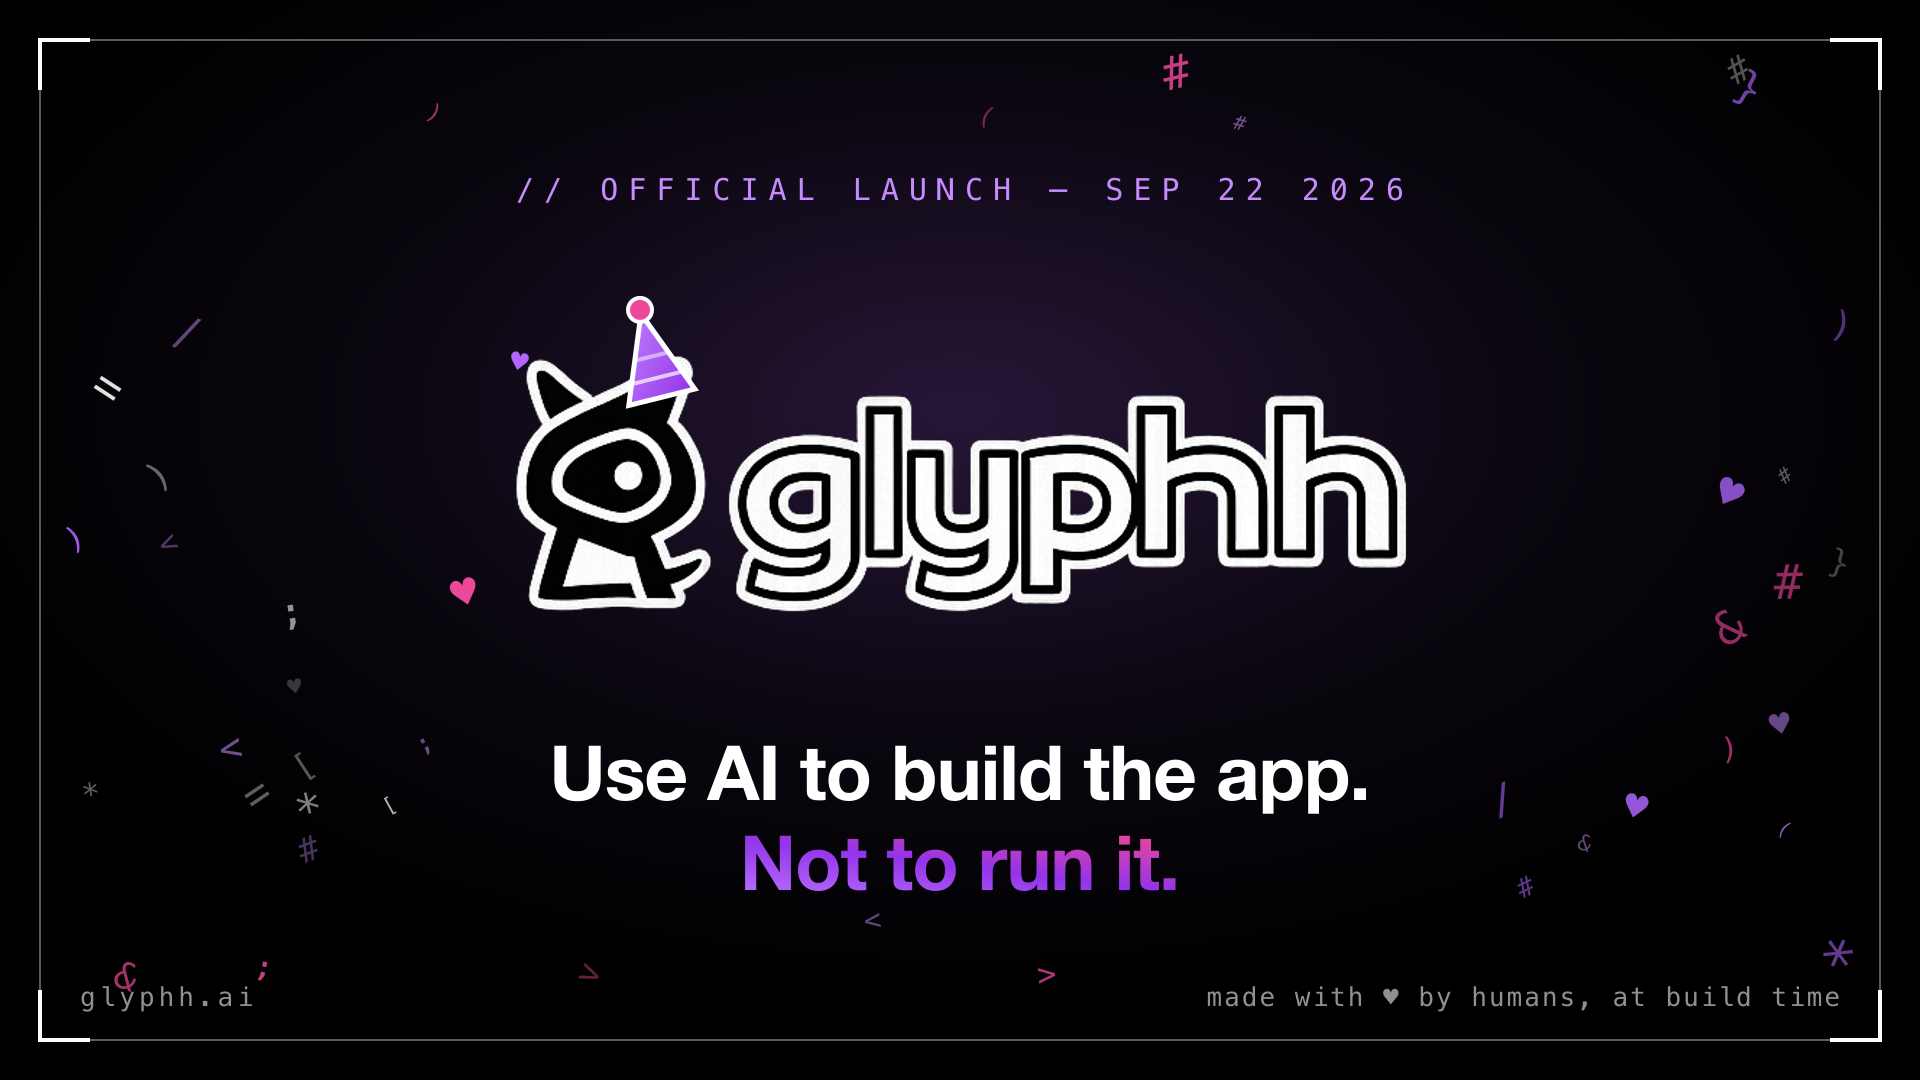 // OFFICIAL LAUNCH — SEP 22 2026
glyphh
Use AI to build the app.
Not to run it.
glyphh.ai
made with ♥ by humans, at build time